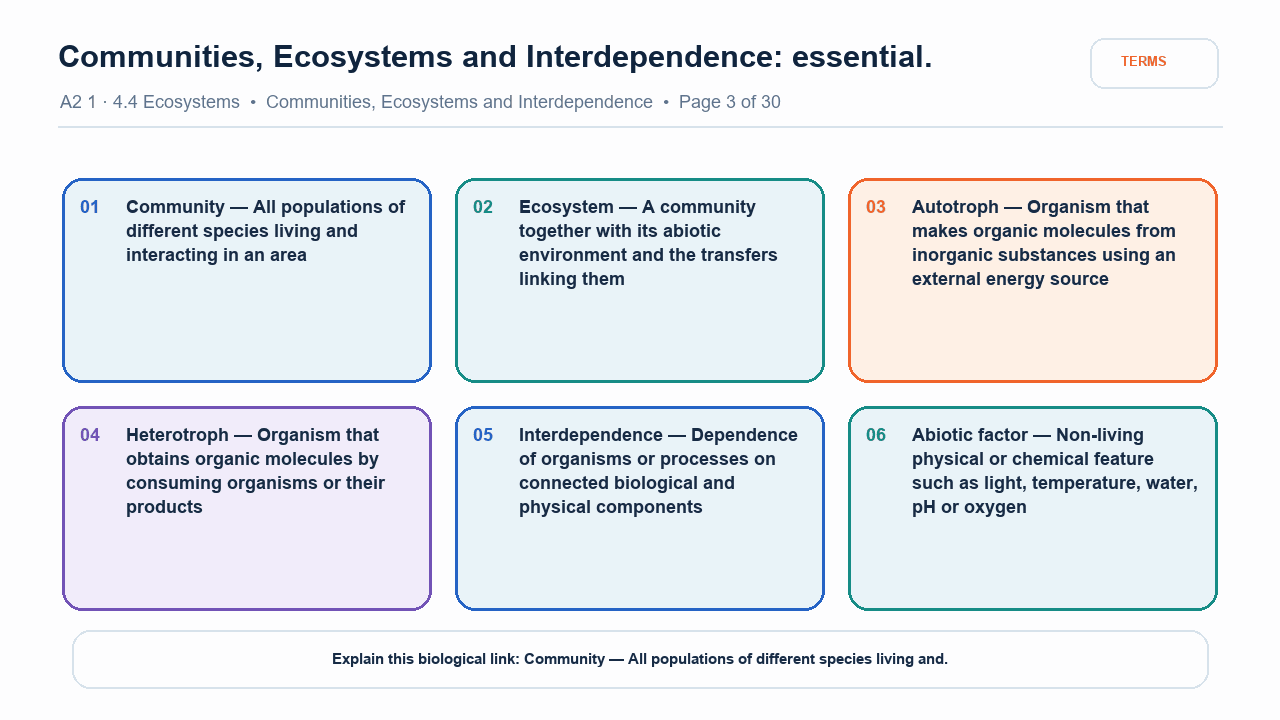 Communities, Ecosystems and Interdependence: essential.
TERMS
A2 1 · 4.4 Ecosystems • Communities, Ecosystems and Interdependence • Page 3 of 30
01 Community — All populations of
different species living and
interacting in an area
02 Ecosystem — A community
together with its abiotic
environment and the transfers
linking them
03 Autotroph — Organism that
makes organic molecules from
inorganic substances using an
external energy source
04 Heterotroph — Organism that
obtains organic molecules by
consuming organisms or their
products
05 Interdependence — Dependence
of organisms or processes on
connected biological and
physical components
06 Abiotic factor — Non-living
physical or chemical feature
such as light, temperature, water,
pH or oxygen
Explain this biological link: Community — All populations of different species living and.